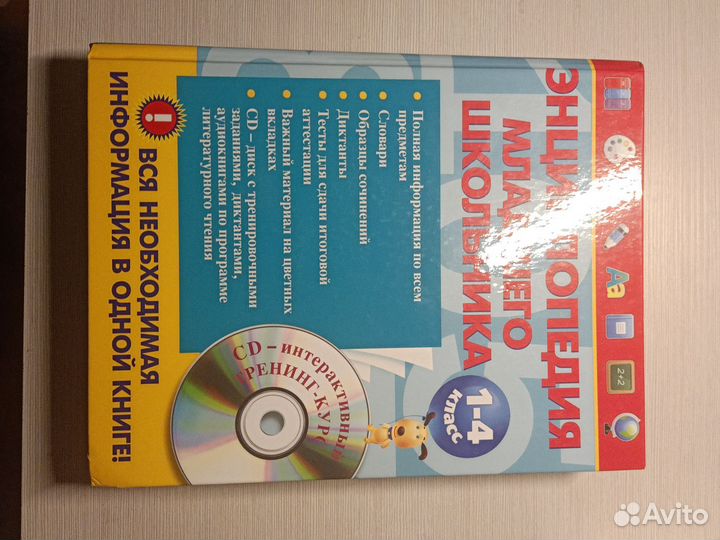 ЭНЦИКЛОПЕДИЯ
МЛАДШЕГО
ШКОЛЬНИКА
1-4
класс
Аа
2+2
Полная информация по всем
предметам
Словари
Образцы сочинений
Диктанты
Тесты для сдачи итоговой
аттестации
Важный материал на цветных
вкладках
CD – диск с тренировочными
заданиями, диктантами,
аудиокнигами по программе
литературного чтения
CD – интерактивный
ТРЕНИНГ-КУРС
! ВСЯ НЕОБХОДИМАЯ
ИНФОРМАЦИЯ В ОДНОЙ КНИГЕ!
Avito